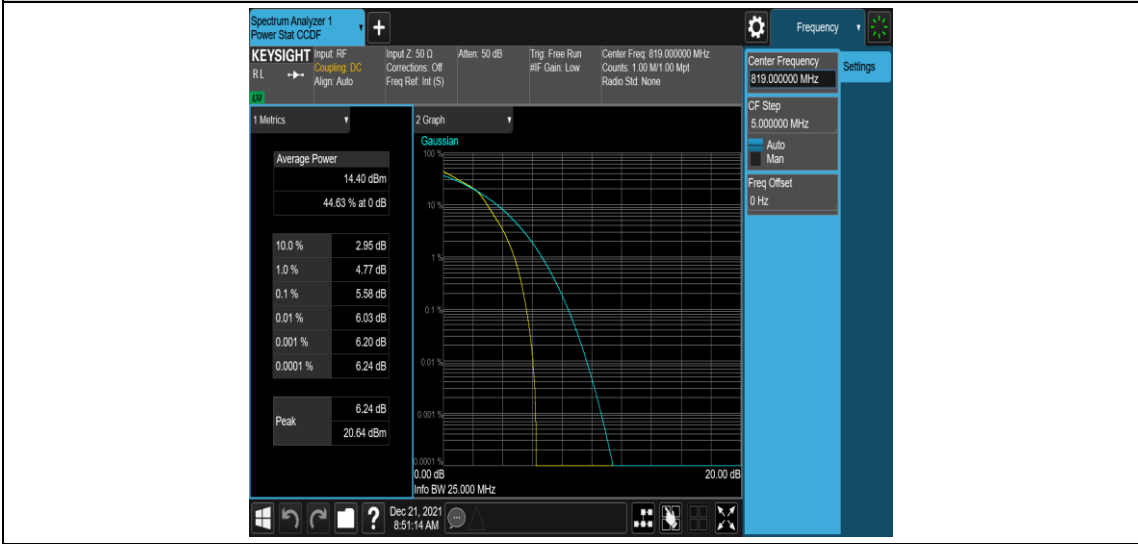 Spectrum Analyzer 1
Power Stat CCDF
+
Frequency
KEYSIGHT
RL
LNI
Input: RF
Coupling: DC
Align: Auto
Input Z: 50 Ω
Corrections: Off
Freq Ref: Int (S)
Atten: 50 dB
Trig: Free Run
#IF Gain: Low
Center Freq: 819.000000 MHz
Counts: 1.00 M/1.00 Mpt
Radio Std: None
Center Frequency
819.000000 MHz
Settings
CF Step
5.000000 MHz
Auto
Man
Freq Offset
0 Hz
1 Metrics
Average Power
14.40 dBm
44.63 % at 0 dB
10.0 % 2.95 dB
1.0 % 4.77 dB
0.1 % 5.58 dB
0.01 % 6.03 dB
0.001 % 6.20 dB
0.0001 % 6.24 dB
Peak 6.24 dB
20.64 dBm
2 Graph
Gaussian
100 %
10 %
1 %
0.1 %
0.01 %
0.001 %
0.0001 %
0.00 dB 20.00 dB
Info BW 25.000 MHz
?
Dec 21, 2021
8:51:14 AM